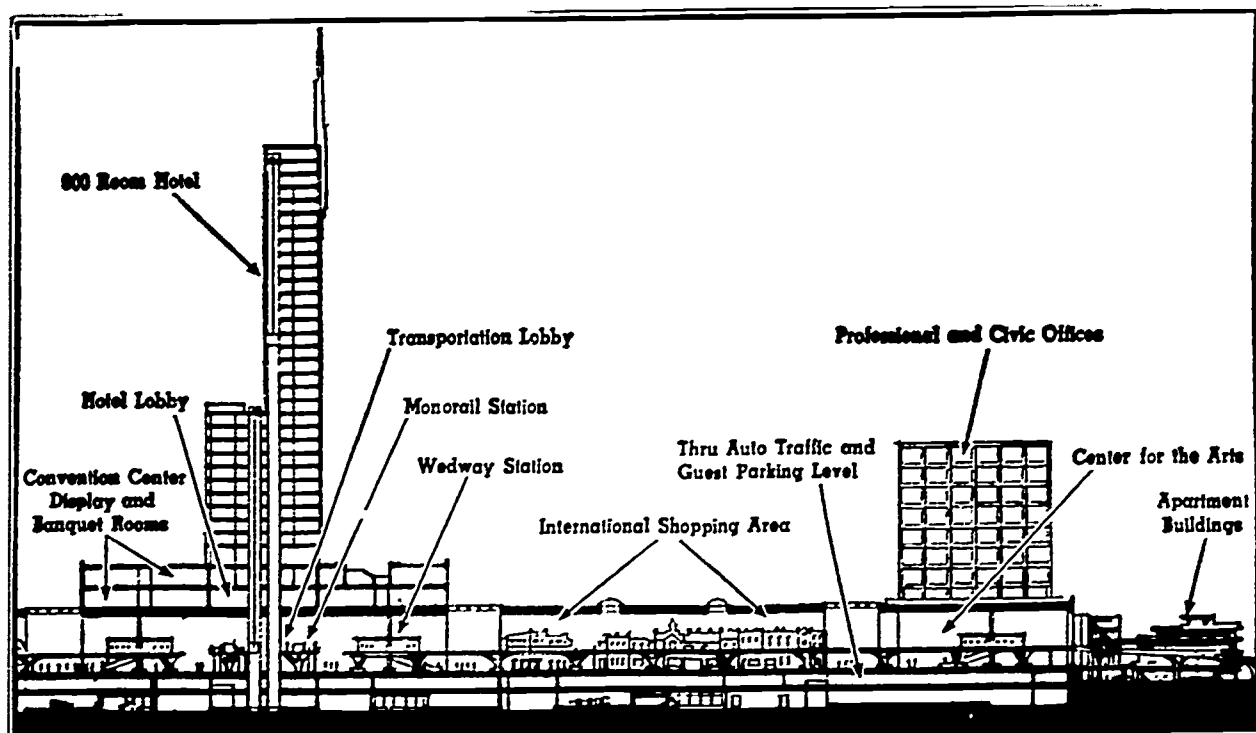 800 Room Hotel
Transportation Lobby
Professional and Civic Offices
Hotel Lobby
Monorail Station
Thru Auto Traffic and
Guest Parking Level
Center for the Arts
Wedway Station
Convention Center
Display and
Banquet Rooms
International Shopping Area
Apartment
Buildings